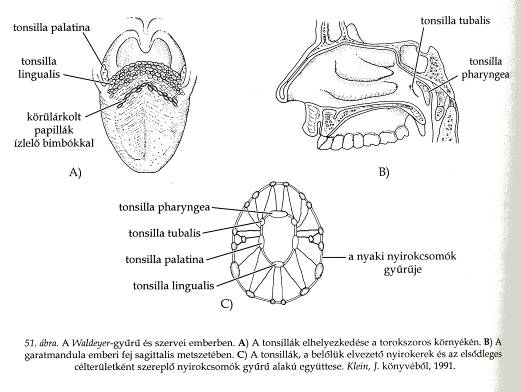 tonsilla palatina
tonsilla
lingualis
körülárkolt
papillák
ízlelő bimbókkal
A)
tonsilla tubalis
tonsilla
pharyngea
B)
tonsilla pharyngea
tonsilla tubalis
tonsilla palatina
tonsilla lingualis
C)
a nyaki nyirokcsomók
gyűrűje
51. ábra. A Waldeyer-gyűrű és szervei emberben. A) A tonsillák elhelyezkedése a torokszoros környékén. B) A
garatmandula emberi fej sagittalis metszetében. C) A tonsillák, a belőlük elvezető nyirokerek és az elsődleges
célterületként szereplő nyirokcsomók gyűrű alakú együttese. Klein, J. könyvéből, 1991.